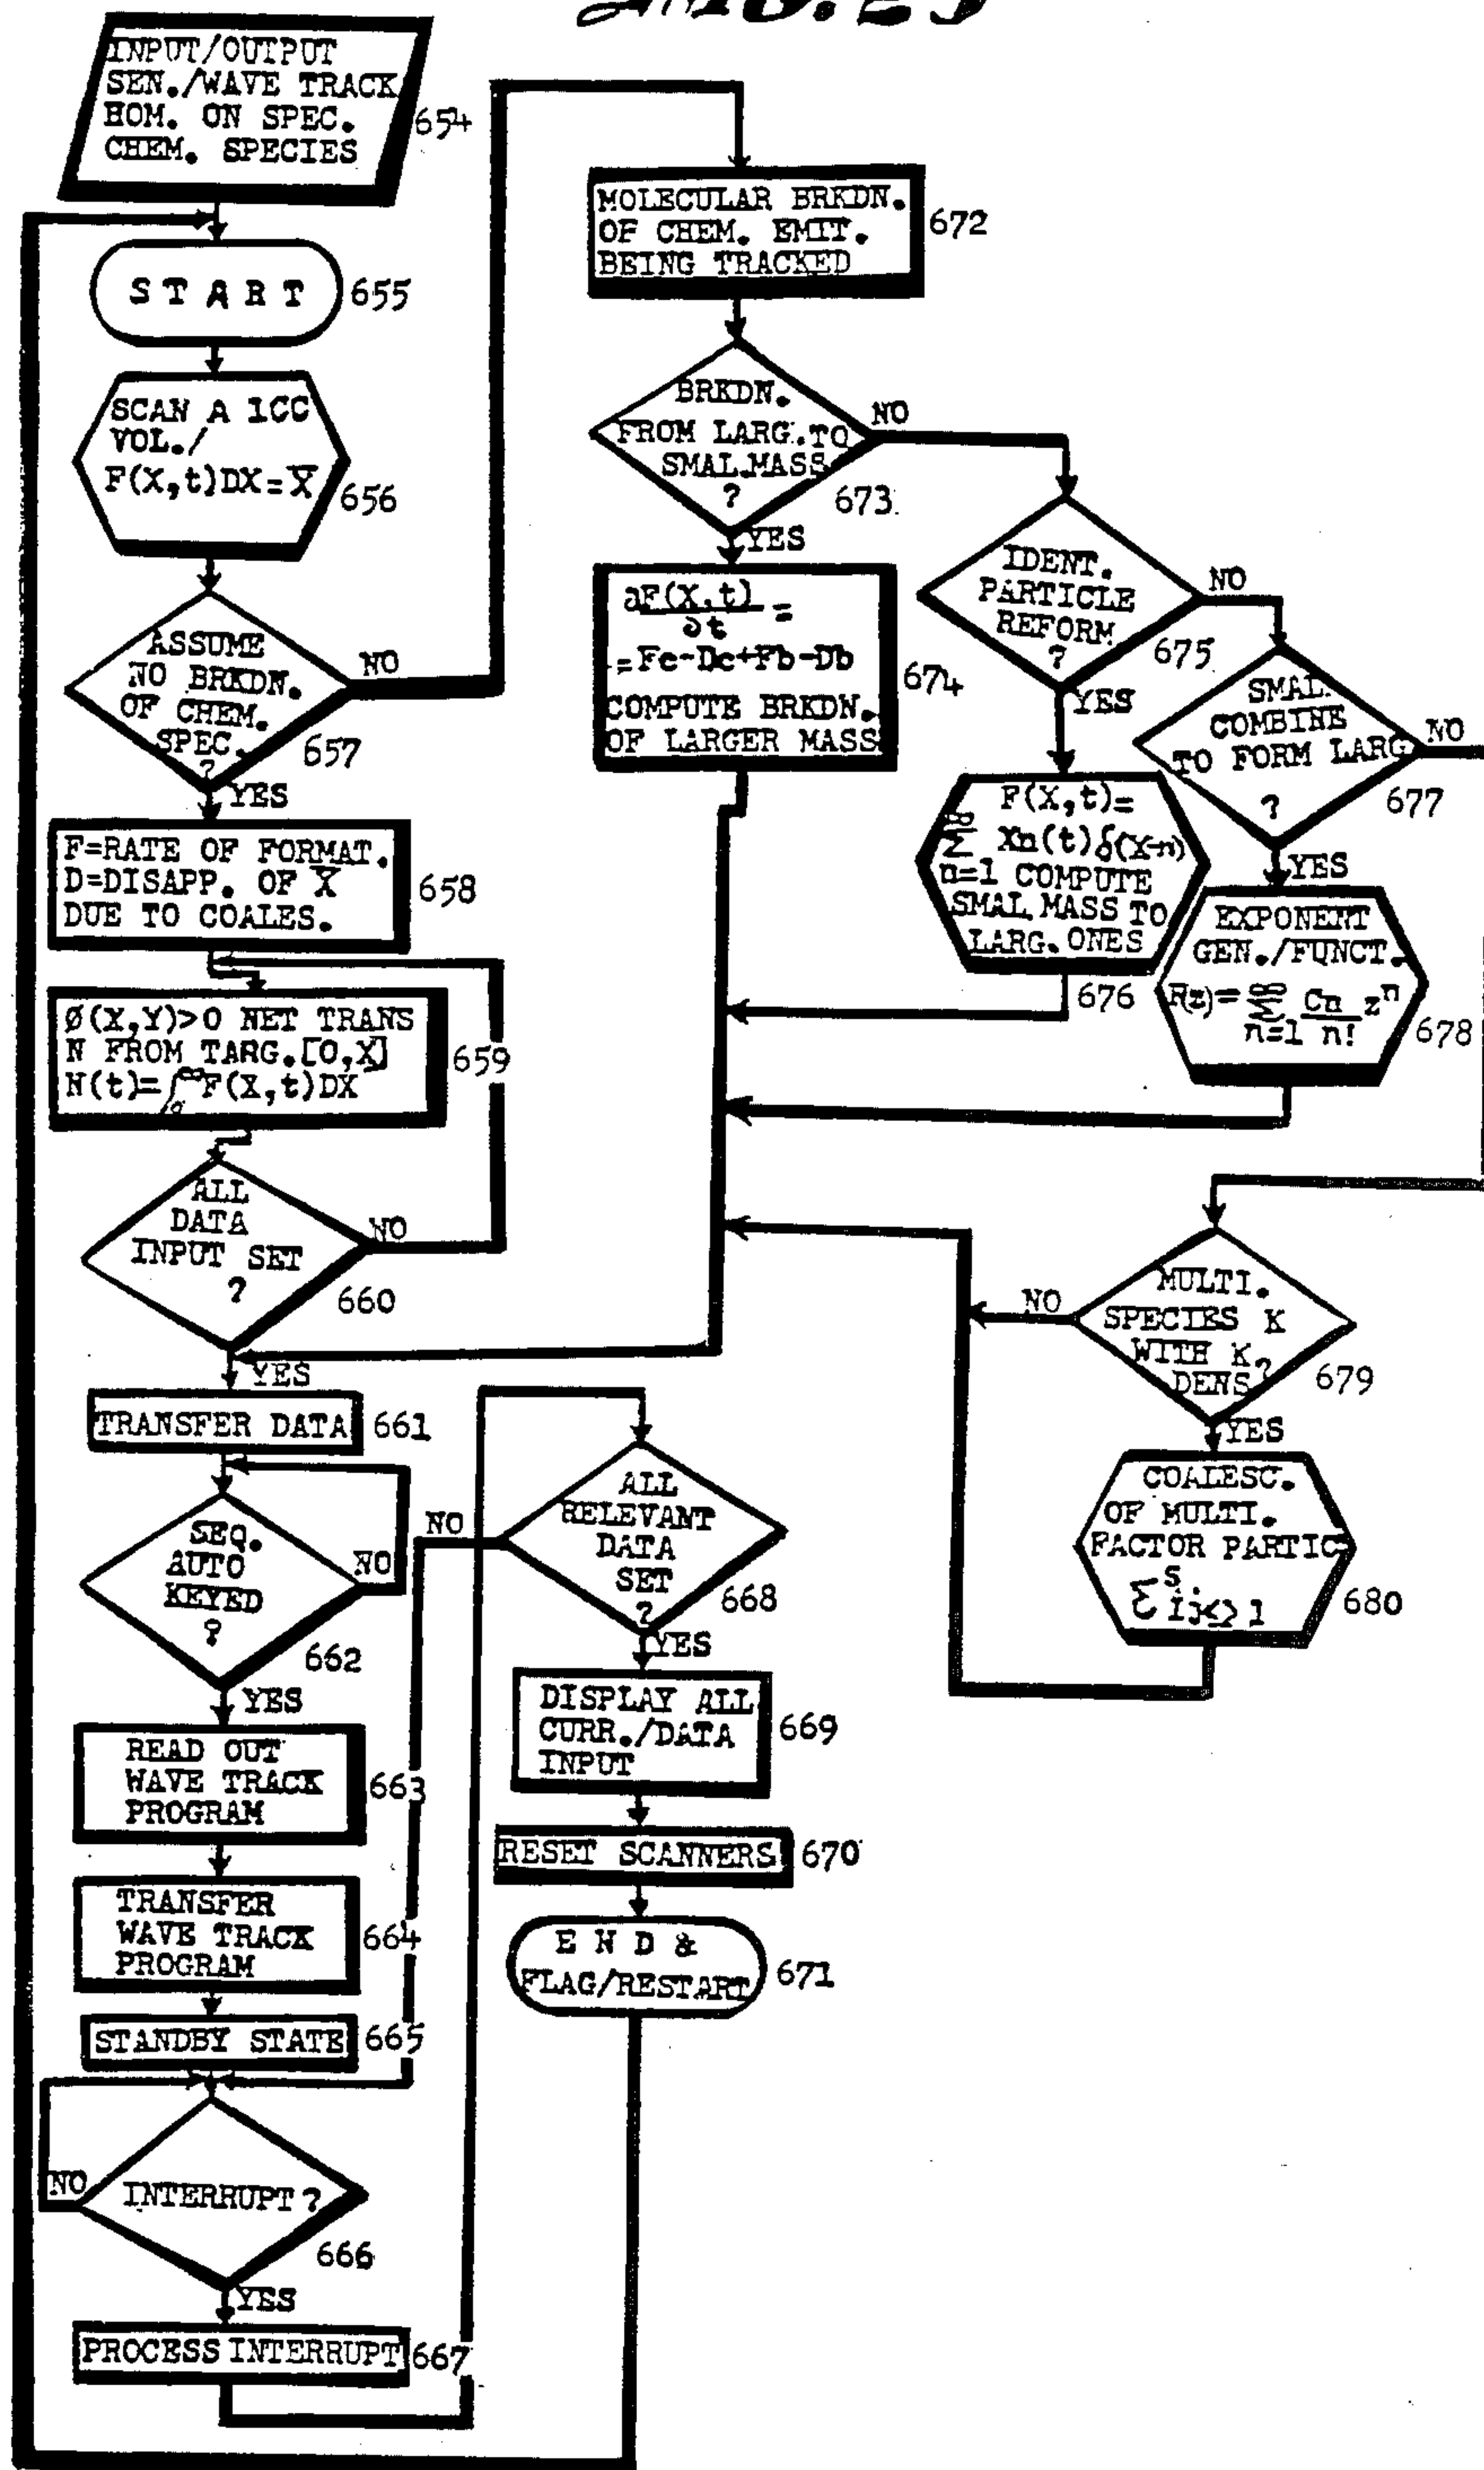 INPUT/OUTPUT
SEN./WAVE TRACK
HOM. ON SPEC.
CHEM. SPECIES
654
START
655
SCAN A 1CC
VOL./
F(X,t)DX=X̅
656
ASSUME
NO BRKDN.
OF CHEM.
SPEC.
?
657
NO
YES
F=RATE OF FORMAT.
D=DISAPP. OF X̅
DUE TO COALES.
658
Ø(X,Y)>0 NET TRANS
N FROM TARG.[0,X]
N(t)=∫₀^∞F(X,t)DX
659
ALL
DATA
INPUT SET
?
660
NO
YES
TRANSFER DATA
661
SEQ.
AUTO
KEYED
?
662
NO
YES
READ OUT
WAVE TRACK
PROGRAM
663
TRANSFER
WAVE TRACK
PROGRAM
664
STANDBY STATE
665
INTERRUPT?
666
NO
YES
PROCESS INTERRUPT
667
ALL
RELEVANT
DATA
SET
?
668
NO
YES
DISPLAY ALL
CURR./DATA
INPUT
669
RESET SCANNERS
670
END &
FLAG/RESTART
671
MOLECULAR BRKDN.
OF CHEM. EMIT.
BEING TRACKED
672
BRKDN.
FROM LARG.TO
SMAL.MASS
?
673
NO
YES
∂F(X,t)
∂t =
=Fc-Dc+Fb-Db
COMPUTE BRKDN.
OF LARGER MASS
674
IDENT.
PARTICLE
REFORM
?
675
NO
YES
F(X,t)=
Xn(t)δ(X-n)
n=1 COMPUTE
SMAL.MASS TO
LARG. ONES
676
SMAL.
COMBINE
TO FORM LARG
?
677
NO
YES
EXPONENT
GEN./FUNCT.
F(z)=∑ Cn zⁿ
n=1 n!
678
MULTI.
SPECIES K
WITH K
DENS?
679
NO
YES
COALESC.
OF MULTI.
FACTOR PARTIC
680